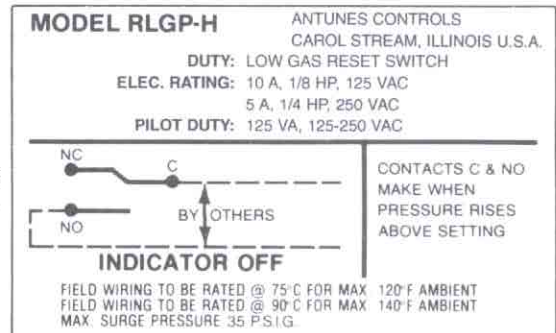 MODEL RLGP-H
ANTUNES CONTROLS
CAROL STREAM, ILLINOIS U.S.A.
DUTY: LOW GAS RESET SWITCH
ELEC. RATING: 10 A, 1/8 HP, 125 VAC
5 A, 1/4 HP, 250 VAC
PILOT DUTY: 125 VA, 125-250 VAC
NC
C
NO
BY OTHERS
INDICATOR OFF
CONTACTS C & NO
MAKE WHEN
PRESSURE RISES
ABOVE SETTING
FIELD WIRING TO BE RATED @ 75°C FOR MAX 120°F AMBIENT
FIELD WIRING TO BE RATED @ 90°C FOR MAX 140°F AMBIENT
MAX. SURGE PRESSURE 35 P.S.I.G.